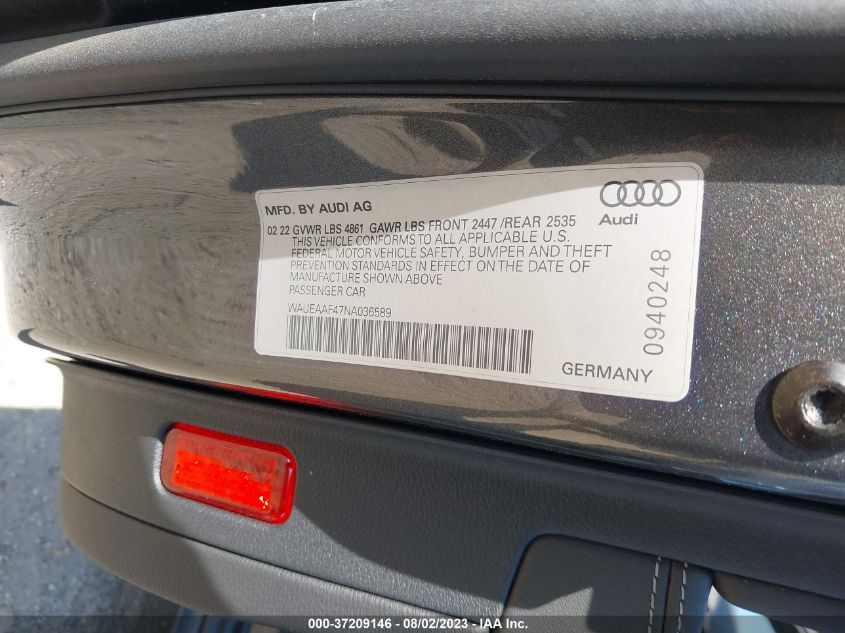 MFD. BY AUDI AG
02 22 GVWR LBS 4861 GAWR LBS FRONT 2447 /REAR 2535
THIS VEHICLE CONFORMS TO ALL APPLICABLE U.S.
FEDERAL MOTOR VEHICLE SAFETY, BUMPER AND THEFT
PREVENTION STANDARDS IN EFFECT ON THE DATE OF
MANUFACTURE SHOWN ABOVE
PASSENGER CAR
WAUEAAF47NA036589
Audi
0940248
GERMANY
000-37209146 - 08/02/2023 - IAA Inc.